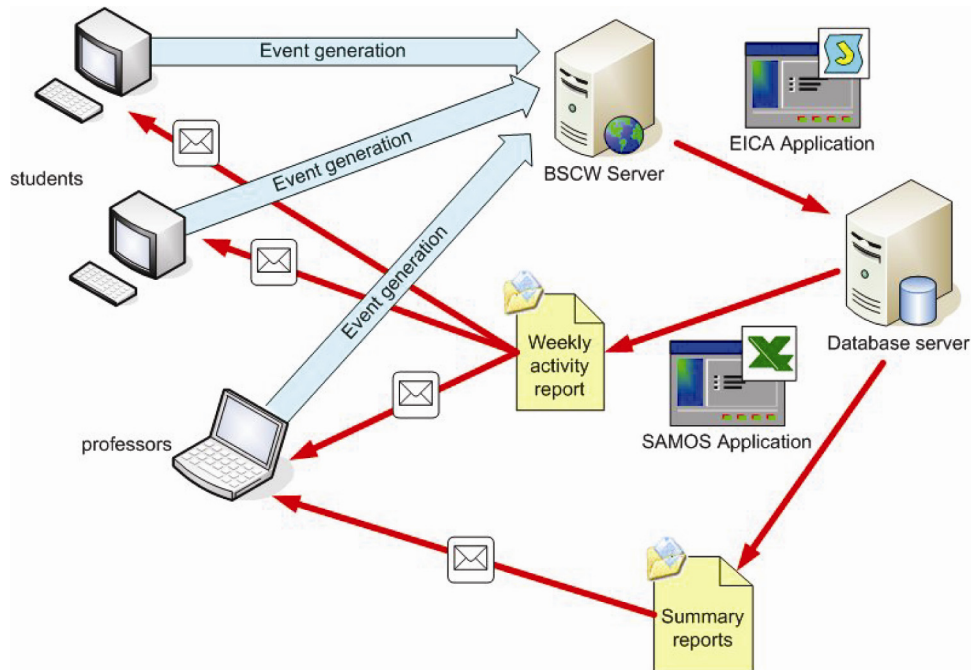 Event generation
EICA Application
Event generation
BSCW Server
students
Event generation
Database server
Weekly
activity
report
SAMOS Application
professors
Summary
reports